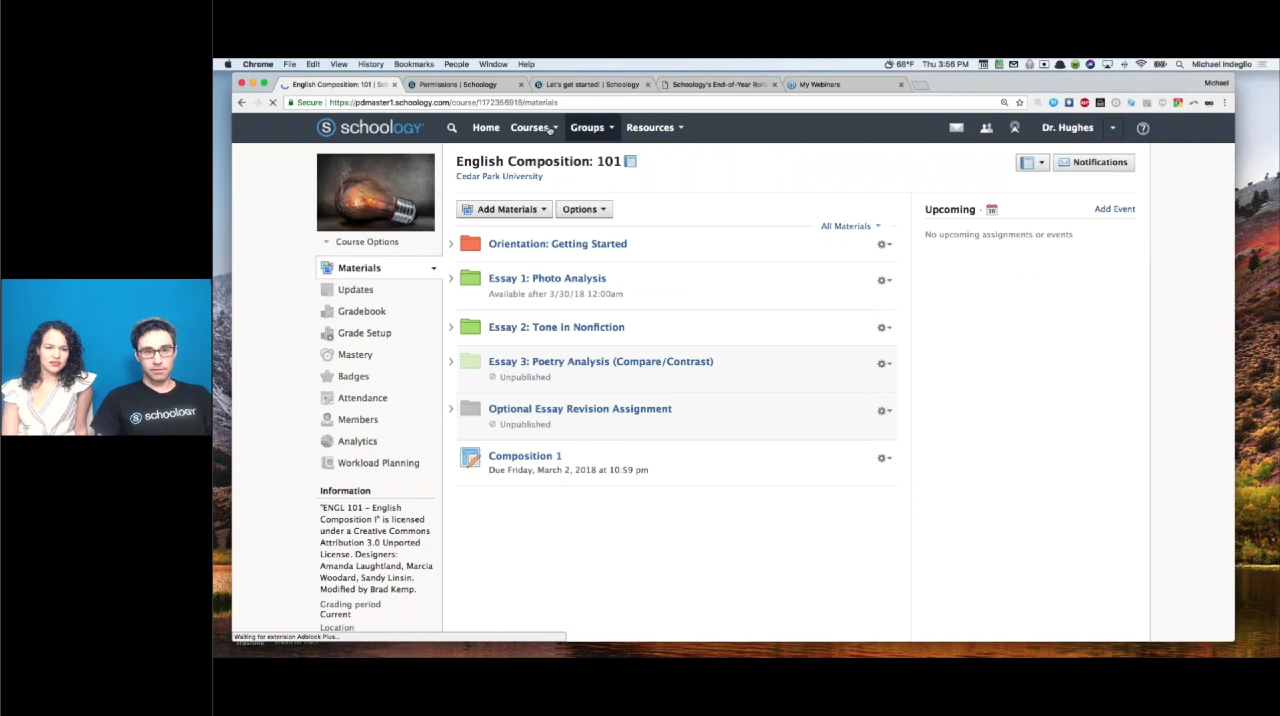 Chrome File Edit View History Bookmarks People Window Help 68°F Thu 3:56 PM Michael Indeglio
English Composition: 101 | Sc Permissions | Schoology Let's get started! | Schoology Schoology's End-of-Year Roll My Webinars Michael
Secure | https://pdmaster1.schoology.com/course/1172356918/materials
S schoology Home Courses Groups Resources Dr. Hughes
English Composition: 101
Cedar Park University
Notifications
Add Materials Options
All Materials
Upcoming Add Event
No upcoming assignments or events
Course Options
Materials
Updates
Gradebook
Grade Setup
Mastery
Badges
Attendance
Members
Analytics
Workload Planning
Information
"ENGL 101 – English
Composition I" is licensed
under a Creative Commons
Attribution 3.0 Unported
License. Designers:
Amanda Laughtland, Marcia
Woodard, Sandy Linsin.
Modified by Brad Kemp.
Grading period
Current
Location
Orientation: Getting Started
Essay 1: Photo Analysis
Available after 3/30/18 12:00am
Essay 2: Tone in Nonfiction
Essay 3: Poetry Analysis (Compare/Contrast)
Unpublished
Optional Essay Revision Assignment
Unpublished
Composition 1
Due Friday, March 2, 2018 at 10:59 pm
Waiting for extension Adblock Plus...
S schoology